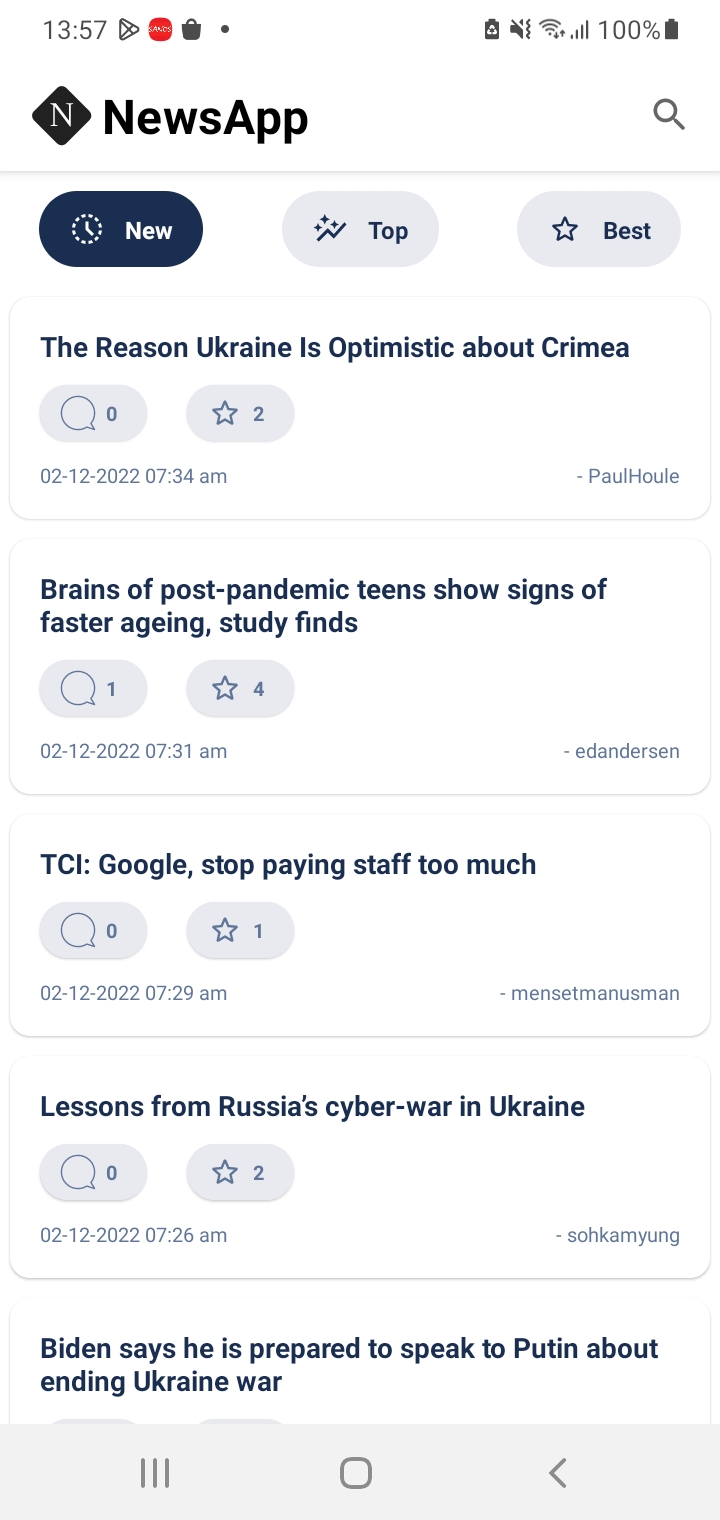 13:57 SANOS 100%
N NewsApp
New Top Best
The Reason Ukraine Is Optimistic about Crimea
0 2
02-12-2022 07:34 am - PaulHoule
Brains of post-pandemic teens show signs of
faster ageing, study finds
1 4
02-12-2022 07:31 am - edandersen
TCI: Google, stop paying staff too much
0 1
02-12-2022 07:29 am - mensetmanusman
Lessons from Russia’s cyber-war in Ukraine
0 2
02-12-2022 07:26 am - sohkamyung
Biden says he is prepared to speak to Putin about
ending Ukraine war